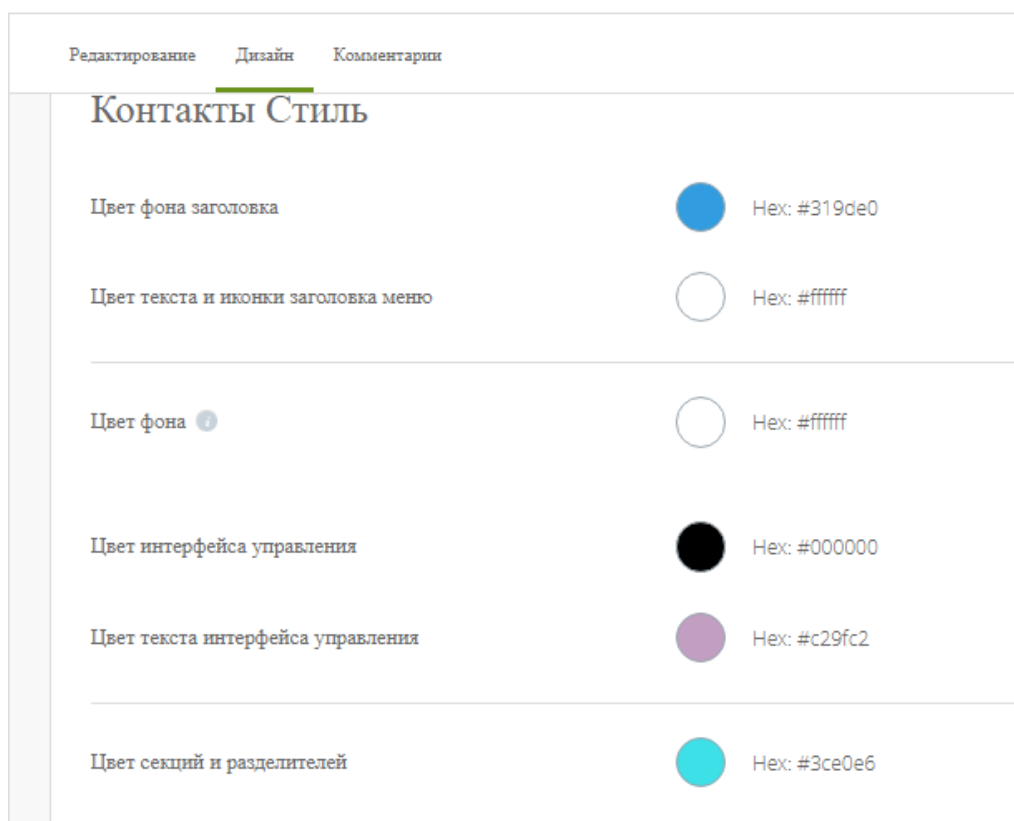 Редактирование Дизайн Комментарии
Контакты Стиль
Цвет фона заголовка Hex: #319de0
Цвет текста и иконки заголовка меню Hex: #ffffff
Цвет фона i Hex: #ffffff
Цвет интерфейса управления Hex: #000000
Цвет текста интерфейса управления Hex: #c29fc2
Цвет секций и разделителей Hex: #3ce0e6